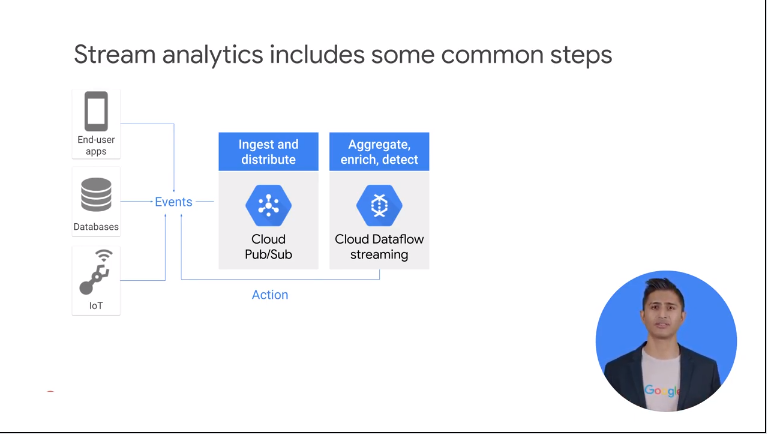 Stream analytics includes some common steps
End-user
apps
Databases
IoT
Events
Ingest and
distribute
Cloud
Pub/Sub
Aggregate,
enrich, detect
Cloud Dataflow
streaming
Action
Google